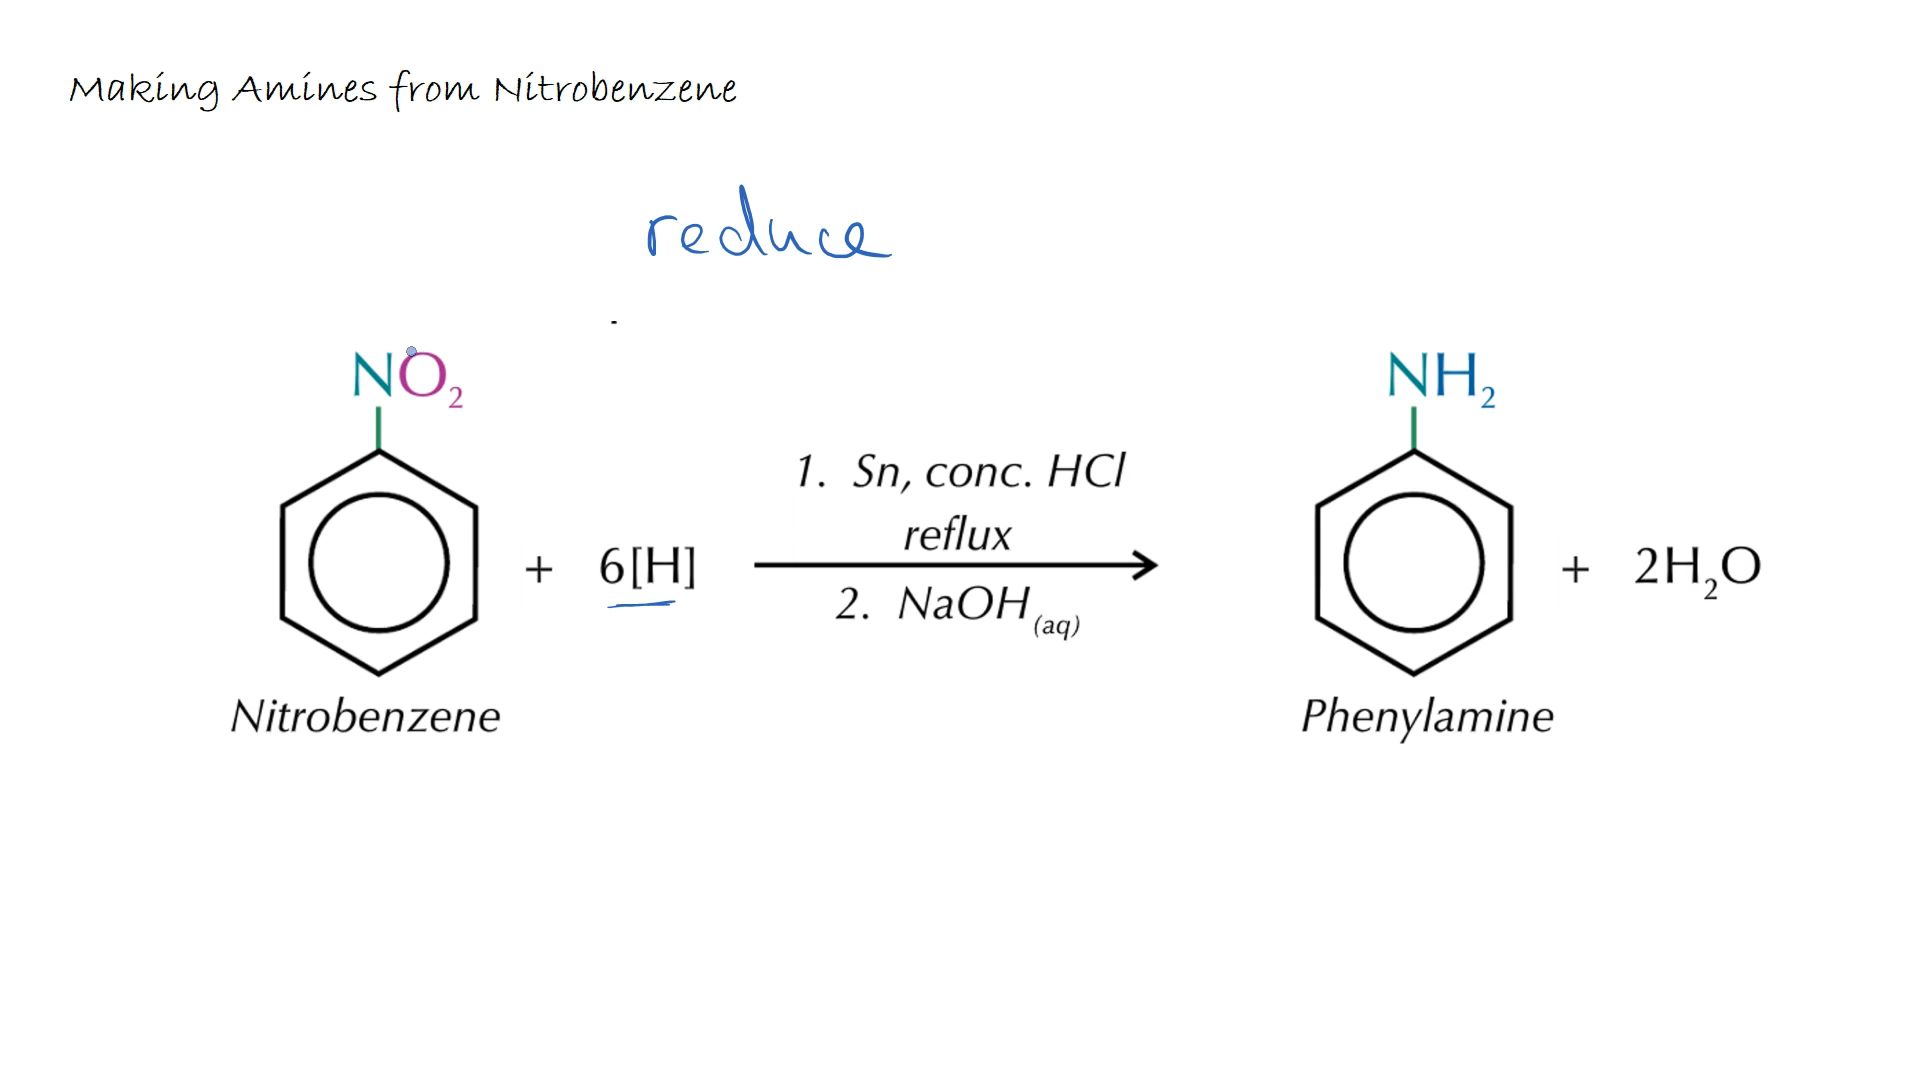 Making Amines from Nitrobenzene
reduce
NO₂
NH₂
1. Sn, conc. HCl
reflux
+ 6[H]
+ 2H₂O
2. NaOH(aq)
Nitrobenzene
Phenylamine